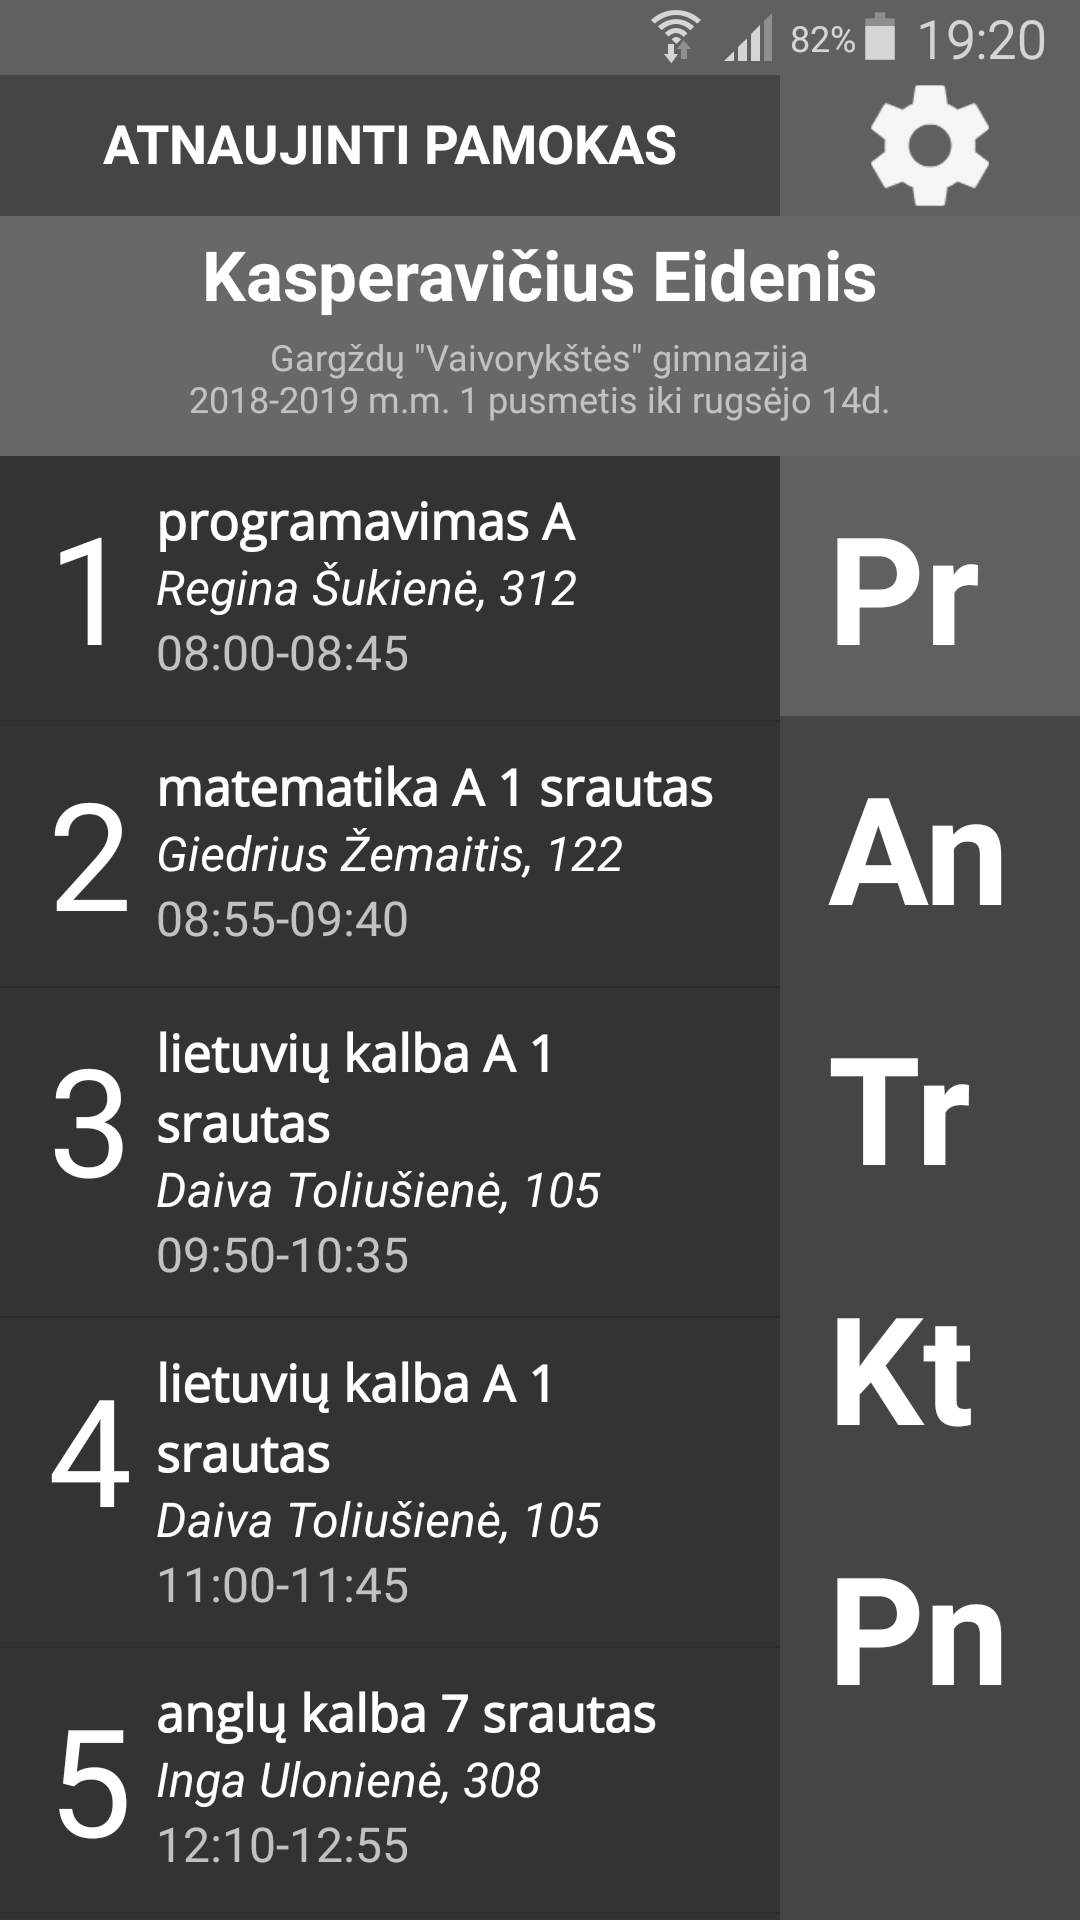 82% 19:20
ATNAUJINTI PAMOKAS
Kasperavičius Eidenis
Gargždų "Vaivorykštės" gimnazija
2018-2019 m.m. 1 pusmetis iki rugsėjo 14d.
1
programavimas A
Regina Šukienė, 312
08:00-08:45
2
matematika A 1 srautas
Giedrius Žemaitis, 122
08:55-09:40
3
lietuvių kalba A 1
srautas
Daiva Toliušienė, 105
09:50-10:35
4
lietuvių kalba A 1
srautas
Daiva Toliušienė, 105
11:00-11:45
5
anglų kalba 7 srautas
Inga Ulonienė, 308
12:10-12:55
Pr
An
Tr
Kt
Pn